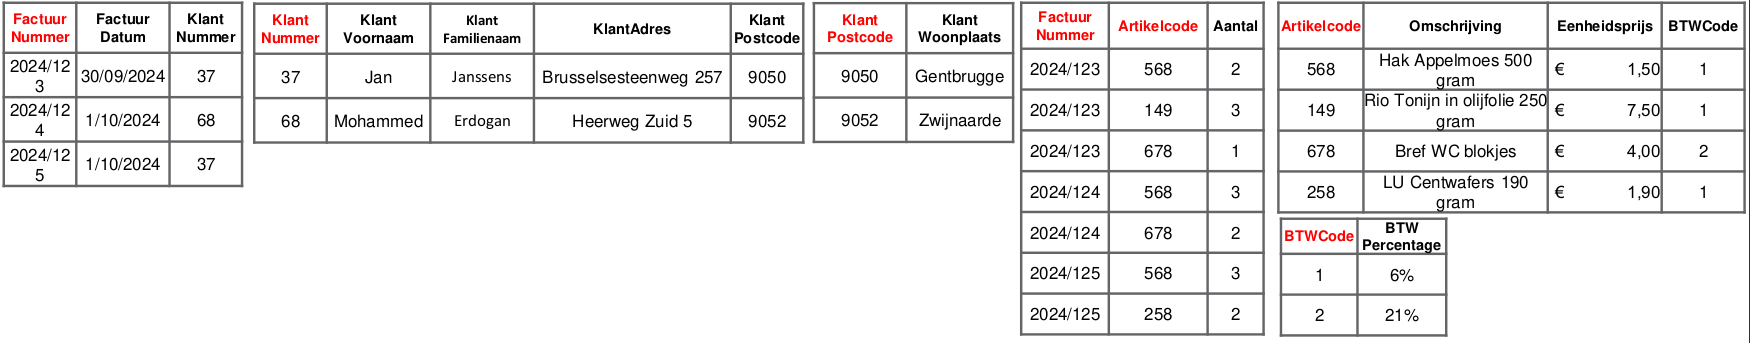 Factuur Nummer | Factuur Datum | Klant Nummer
2024/123 | 30/09/2024 | 37
2024/124 | 1/10/2024 | 68
2024/125 | 1/10/2024 | 37
Klant Nummer | Klant Voornaam | Klant Familienaam | KlantAdres | Klant Postcode
37 | Jan | Janssens | Brusselsesteenweg 257 | 9050
68 | Mohammed | Erdogan | Heerweg Zuid 5 | 9052
Klant Postcode | Klant Woonplaats
9050 | Gentbrugge
9052 | Zwijnaarde
Factuur Nummer | Artikelcode | Aantal
2024/123 | 568 | 2
2024/123 | 149 | 3
2024/123 | 678 | 1
2024/124 | 568 | 3
2024/124 | 678 | 2
2024/125 | 568 | 3
2024/125 | 258 | 2
Artikelcode | Omschrijving | Eenheidsprijs | BTWCode
568 | Hak Appelmoes 500 gram | € 1,50 | 1
149 | Rio Tonijn in olijfolie 250 gram | € 7,50 | 1
678 | Bref WC blokjes | € 4,00 | 2
258 | LU Centwafers 190 gram | € 1,90 | 1
BTWCode | BTW Percentage
1 | 6%
2 | 21%